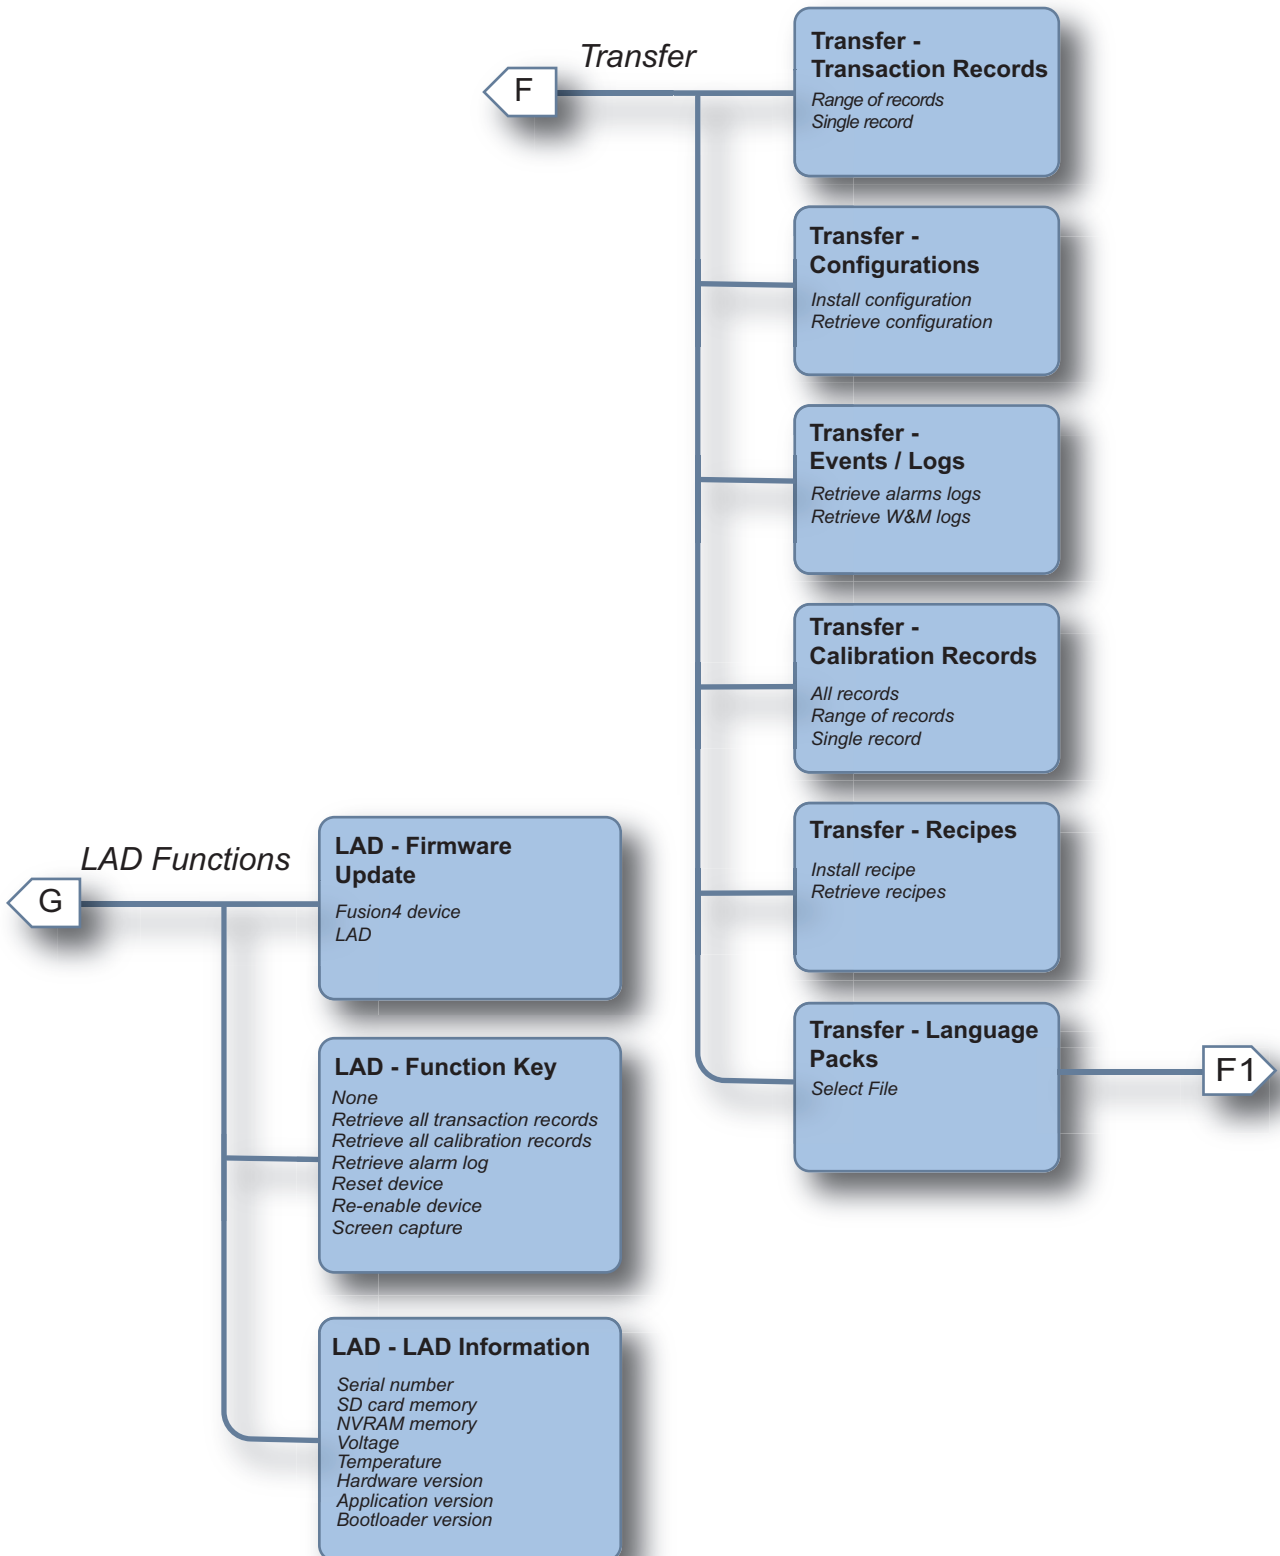 F
Transfer
Transfer -
Transaction Records
Range of records
Single record
Transfer -
Configurations
Install configuration
Retrieve configuration
Transfer -
Events / Logs
Retrieve alarms logs
Retrieve W&M logs
Transfer -
Calibration Records
All records
Range of records
Single record
Transfer - Recipes
Install recipe
Retrieve recipes
Transfer - Language
Packs
Select File
F1
G
LAD Functions
LAD - Firmware
Update
Fusion4 device
LAD
LAD - Function Key
None
Retrieve all transaction records
Retrieve all calibration records
Retrieve alarm log
Reset device
Re-enable device
Screen capture
LAD - LAD Information
Serial number
SD card memory
NVRAM memory
Voltage
Temperature
Hardware version
Application version
Bootloader version